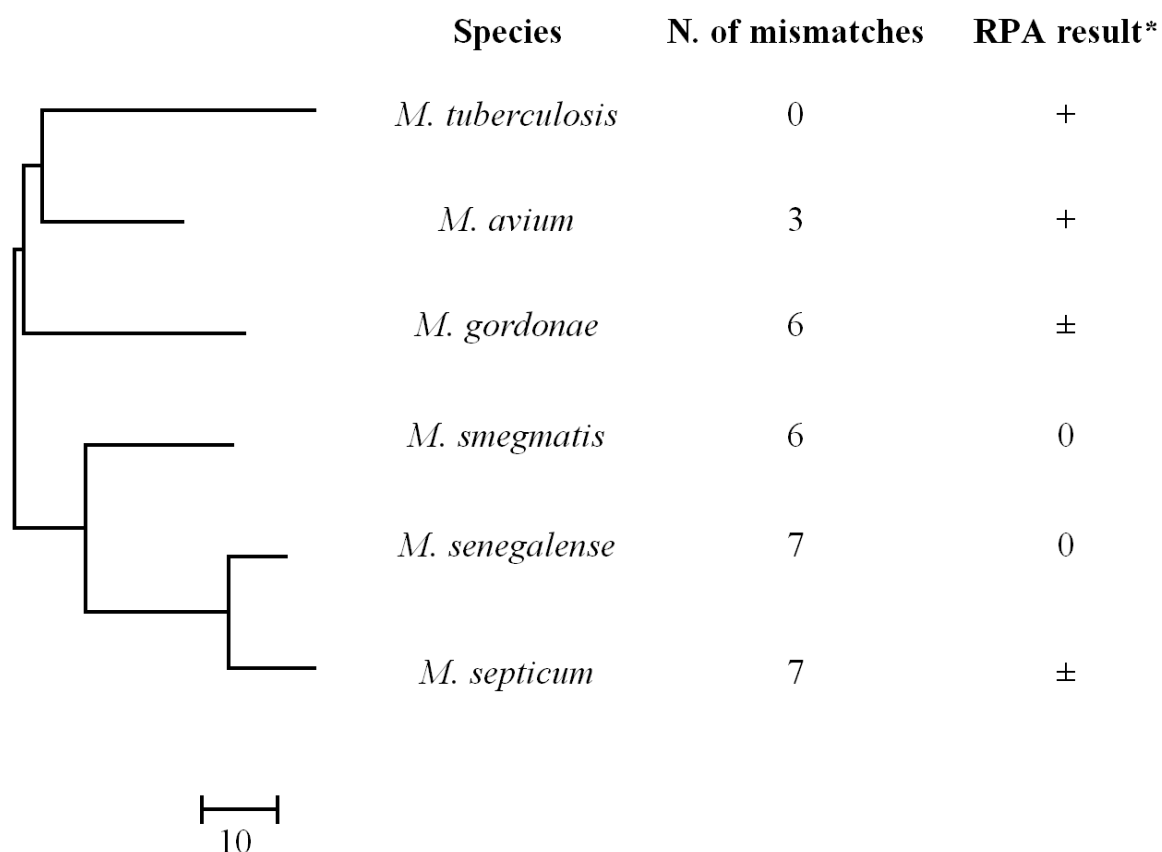 Species N. of mismatches RPA result*
M. tuberculosis 0 +
M. avium 3 +
M. gordonae 6 ±
M. smegmatis 6 0
M. senegalense 7 0
M. septicum 7 ±
10